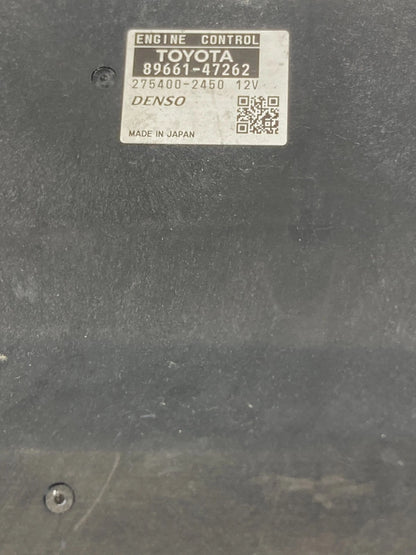 ENGINE CONTROL
TOYOTA
89661-47262
275400-2450 12V
DENSO
MADE IN JAPAN